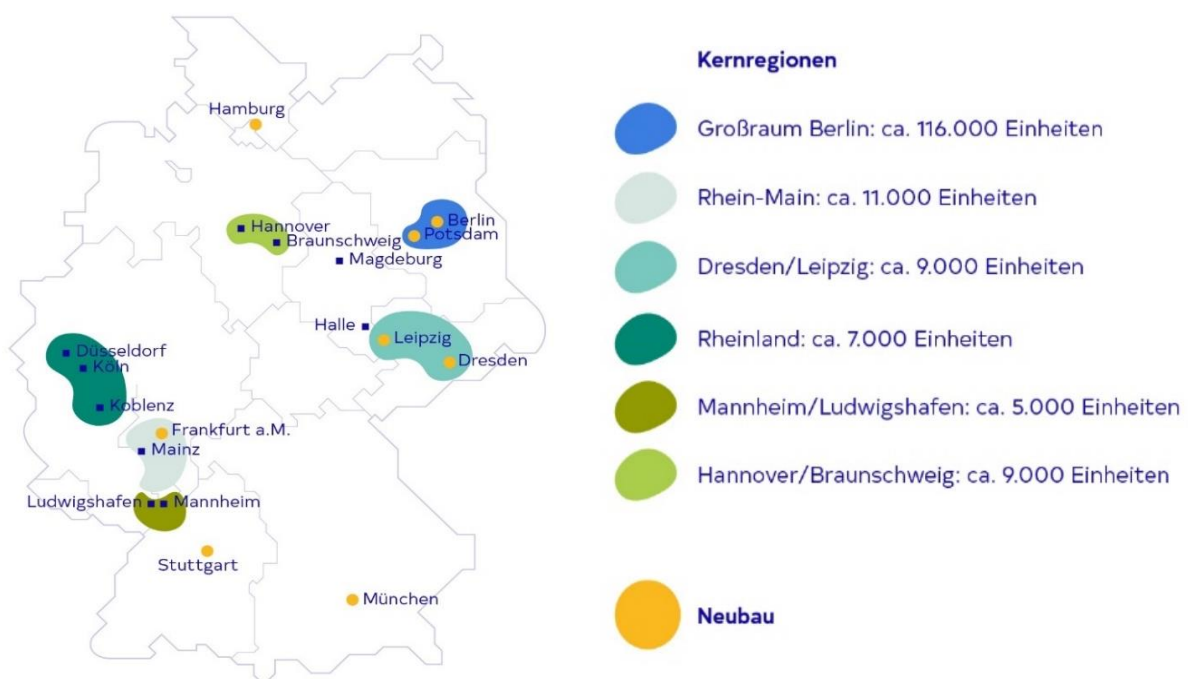 Hamburg
Hannover
Braunschweig
Berlin
Potsdam
Magdeburg
Halle
Leipzig
Dresden
Düsseldorf
Köln
Koblenz
Frankfurt a.M.
Mainz
Ludwigshafen
Mannheim
Stuttgart
München
Kernregionen
Großraum Berlin: ca. 116.000 Einheiten
Rhein-Main: ca. 11.000 Einheiten
Dresden/Leipzig: ca. 9.000 Einheiten
Rheinland: ca. 7.000 Einheiten
Mannheim/Ludwigshafen: ca. 5.000 Einheiten
Hannover/Braunschweig: ca. 9.000 Einheiten
Neubau